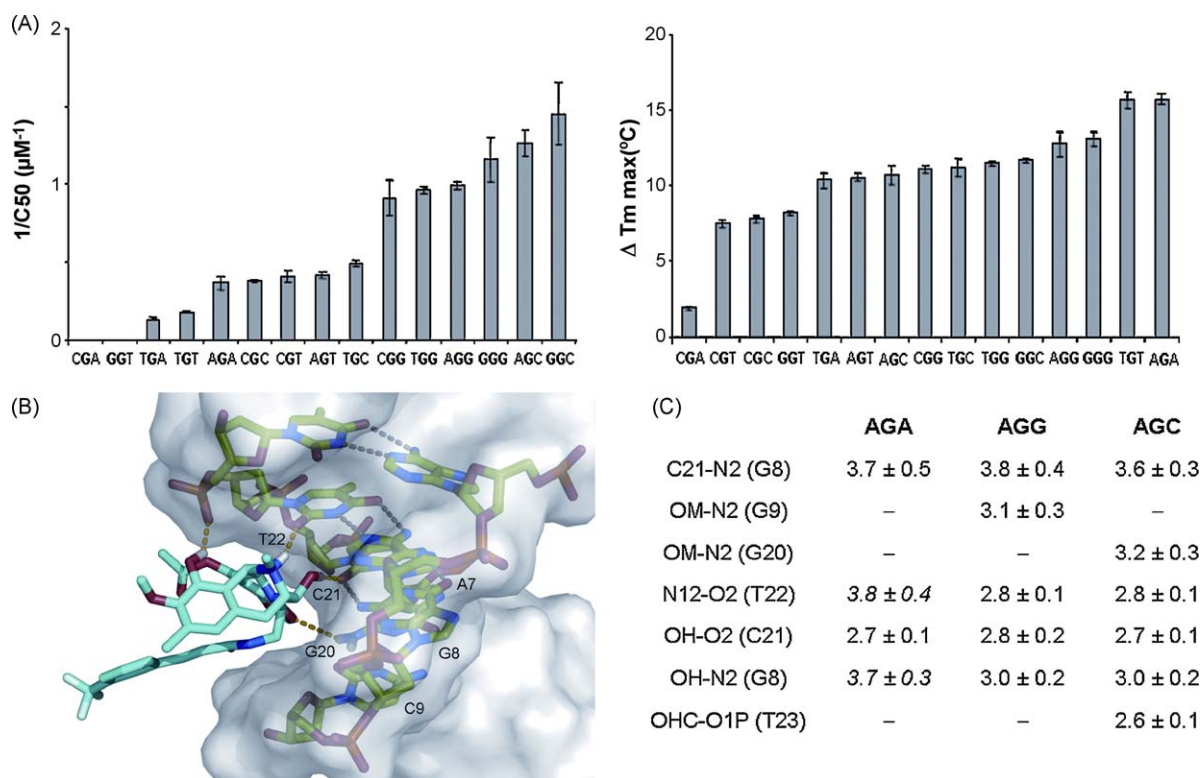 (A)
2
1
0
1/C50 (µM⁻¹)
CGA GGT TGA TGT AGA CGC CGT AGT TGC CGG TGG AGG GGG AGC GGC
20
15
10
5
0
Δ Tm max(ºC)
CGA CGT CGC GGT TGA AGT AGC CGG TGC TGG GGC AGG GGG TGT AGA
(B)
T22
C21
A7
G20
G8
C9
(C)
AGA AGG AGC
C21-N2 (G8) 3.7 ± 0.5 3.8 ± 0.4 3.6 ± 0.3
OM-N2 (G9) – 3.1 ± 0.3 –
OM-N2 (G20) – – 3.2 ± 0.3
N12-O2 (T22) 3.8 ± 0.4 2.8 ± 0.1 2.8 ± 0.1
OH-O2 (C21) 2.7 ± 0.1 2.8 ± 0.2 2.7 ± 0.1
OH-N2 (G8) 3.7 ± 0.3 3.0 ± 0.2 3.0 ± 0.2
OHC-O1P (T23) – – 2.6 ± 0.1